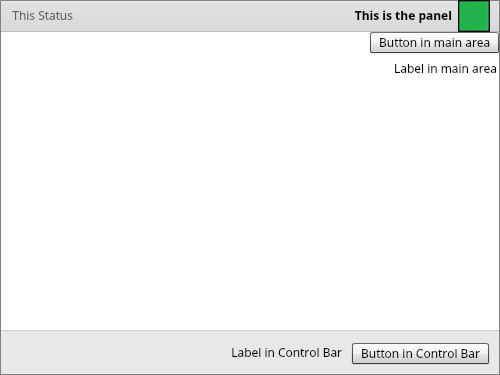 This Status
This is the panel
Button in main area
Label in main area
Label in Control Bar
Button in Control Bar